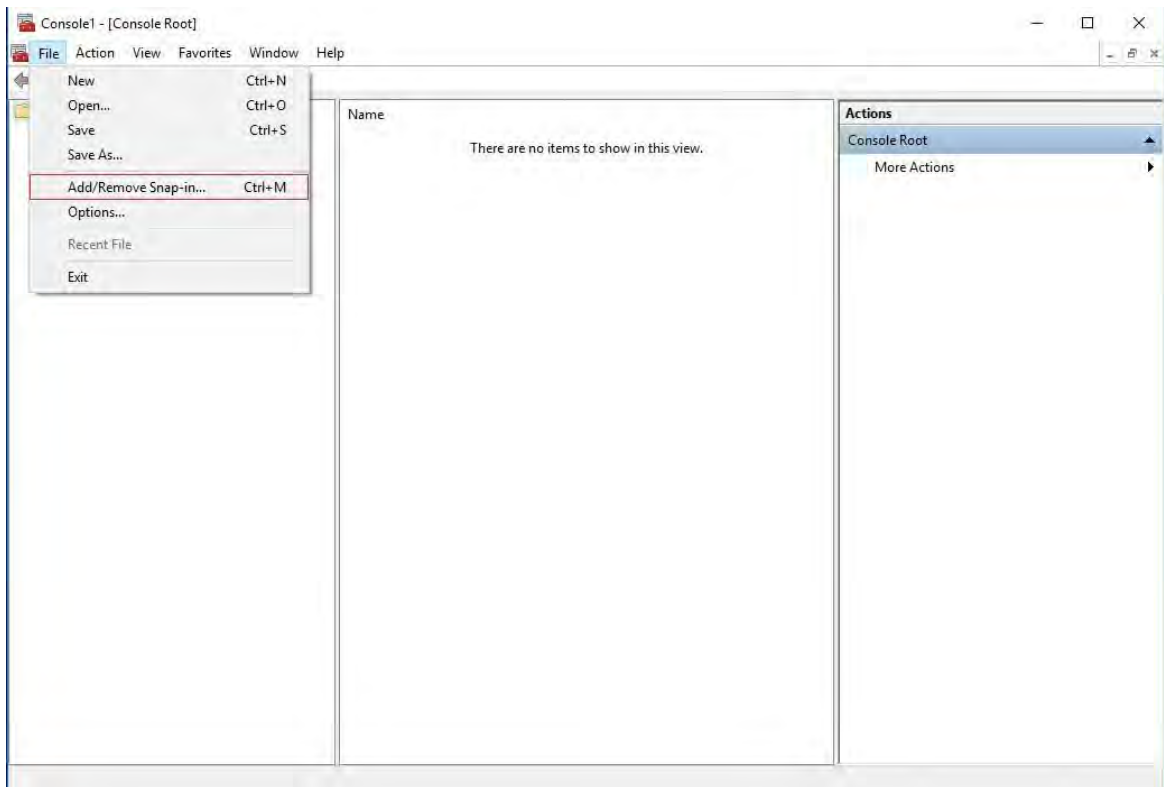 Console1 - [Console Root]
File Action View Favorites Window Help
New Ctrl+N
Open... Ctrl+O
Save Ctrl+S
Save As...
Add/Remove Snap-in... Ctrl+M
Options...
Recent File
Exit
Name
There are no items to show in this view.
Actions
Console Root
More Actions